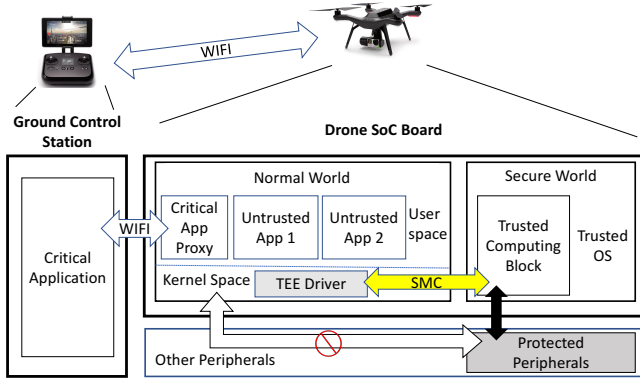 WIFI
Ground Control
Station
Drone SoC Board
Normal World
Secure World
Critical
Application
WIFI
Critical
App
Proxy
Untrusted
App 1
Untrusted
App 2
User
space
Trusted
Computing
Block
Trusted
OS
Kernel Space
TEE Driver
SMC
Other Peripherals
Protected
Peripherals